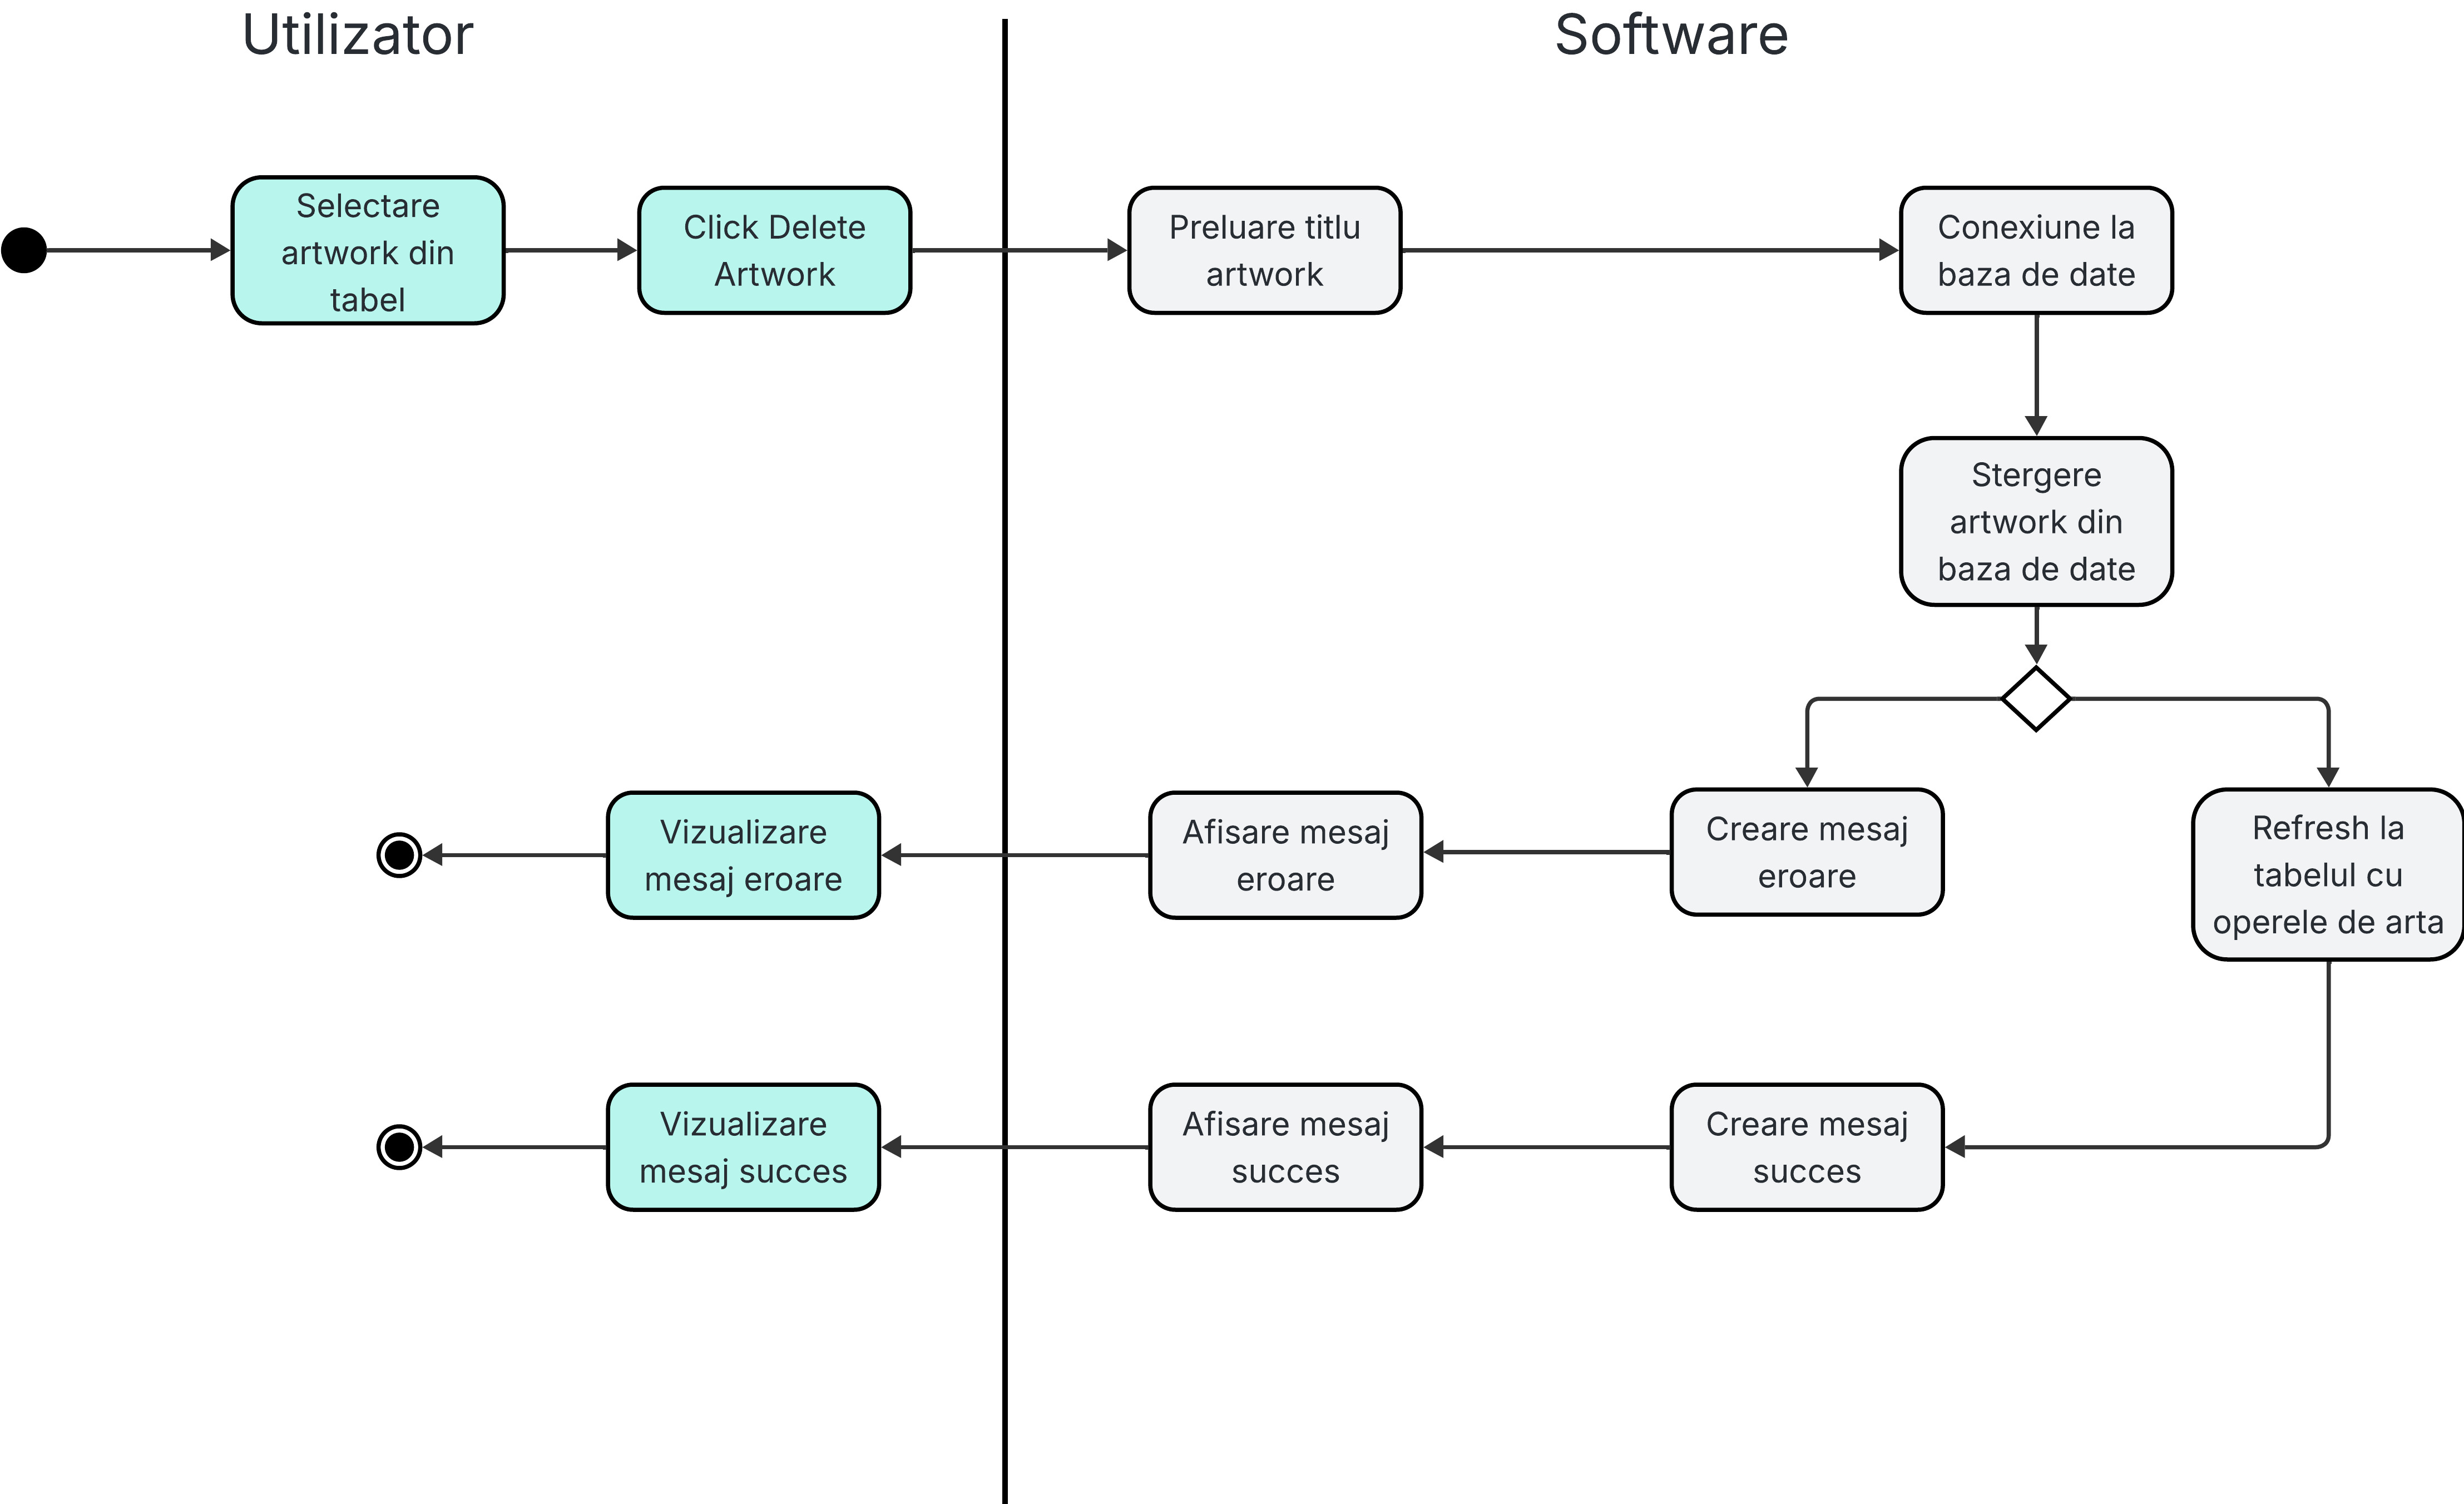 Utilizator
Software
Selectare
artwork din
tabel
Click Delete
Artwork
Preluare titlu
artwork
Conexiune la
baza de date
Stergere
artwork din
baza de date
Vizualizare
mesaj eroare
Afisare mesaj
eroare
Creare mesaj
eroare
Refresh la
tabelul cu
operele de arta
Vizualizare
mesaj succes
Afisare mesaj
succes
Creare mesaj
succes